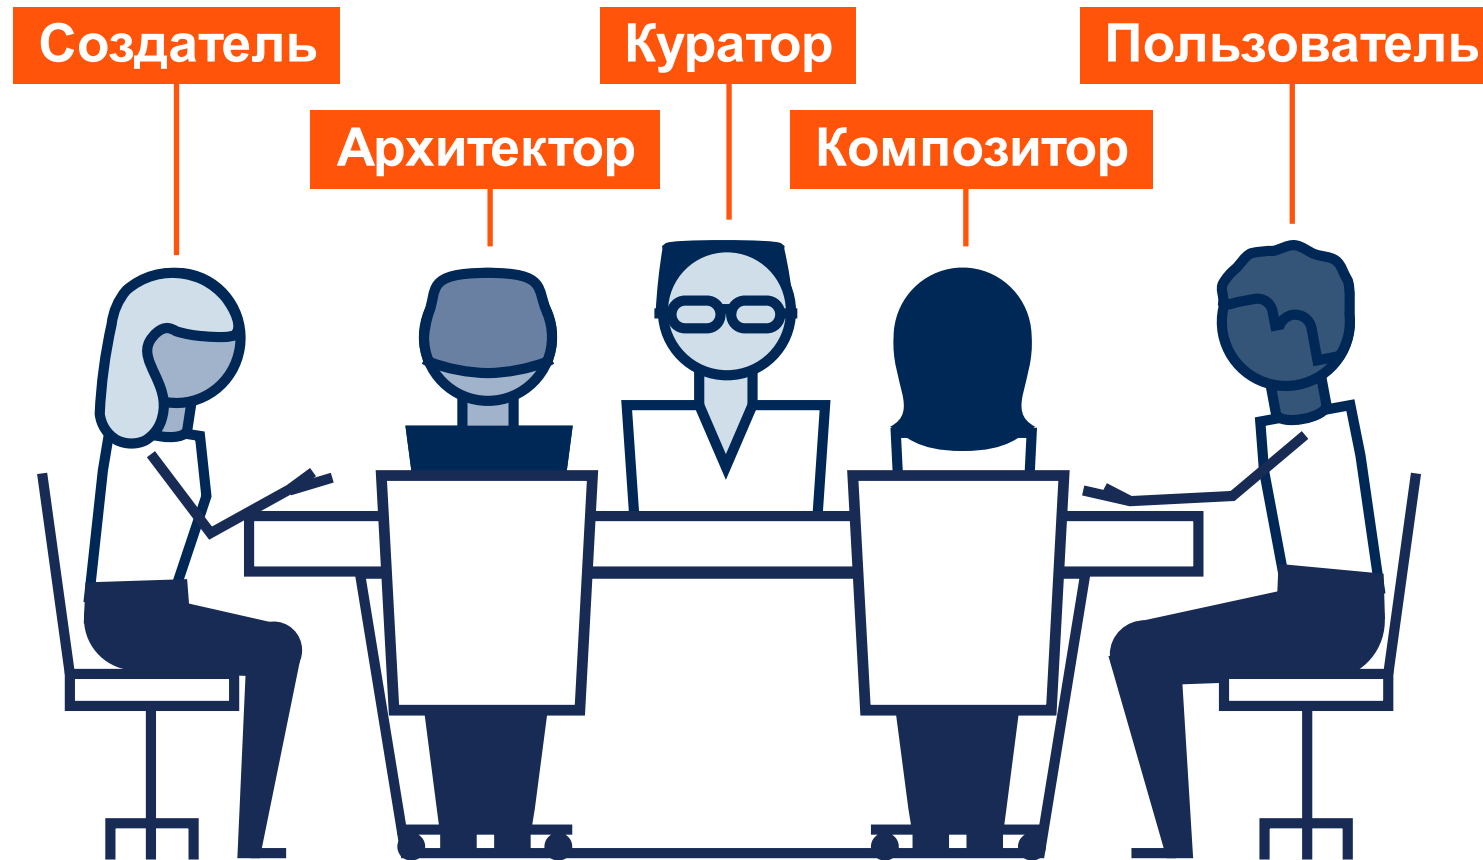 Создатель
Архитектор
Куратор
Композитор
Пользователь